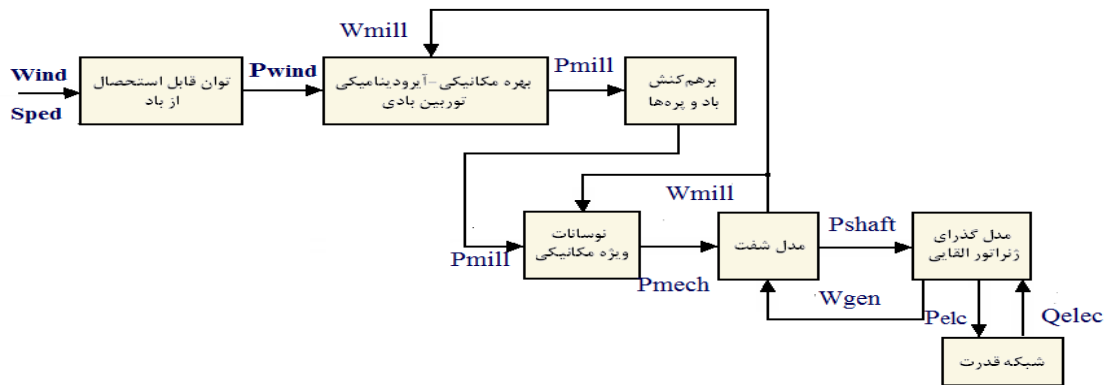 Wmill
Wind
Sped
توان قابل استحصال
از باد
Pwind
بهره مکانیکی-آیرودینامیکی
توربین بادی
Pmill
برهم‌کنش
باد و پره‌ها
Wmill
Pmill
نوسانات
ویژه مکانیکی
Pmech
مدل شفت
Pshaft
مدل گذرای
ژنراتور القایی
Wgen
Pelc
Qelec
شبکه قدرت